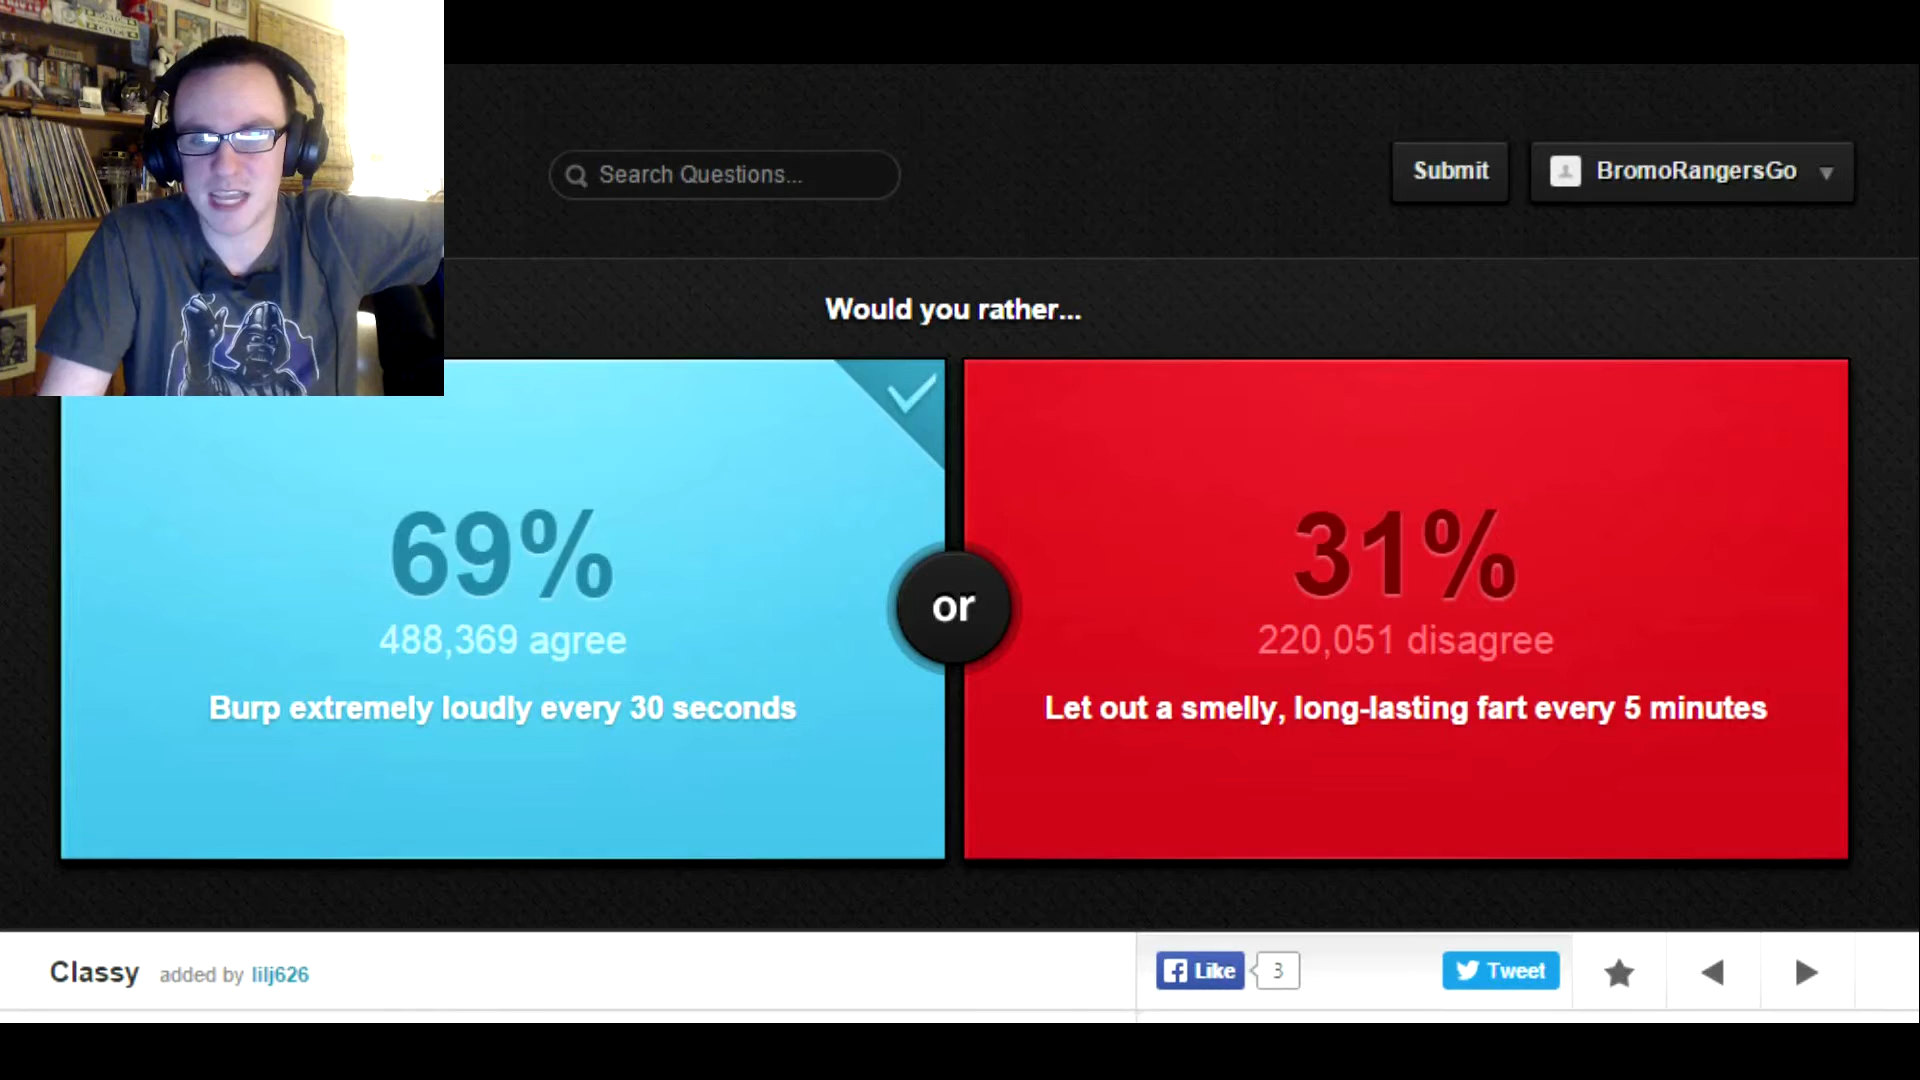 Search Questions...
Submit
BromoRangersGo
Would you rather...
69%
488,369 agree
Burp extremely loudly every 30 seconds
or
31%
220,051 disagree
Let out a smelly, long-lasting fart every 5 minutes
Classy added by lilj626
Like
3
Tweet